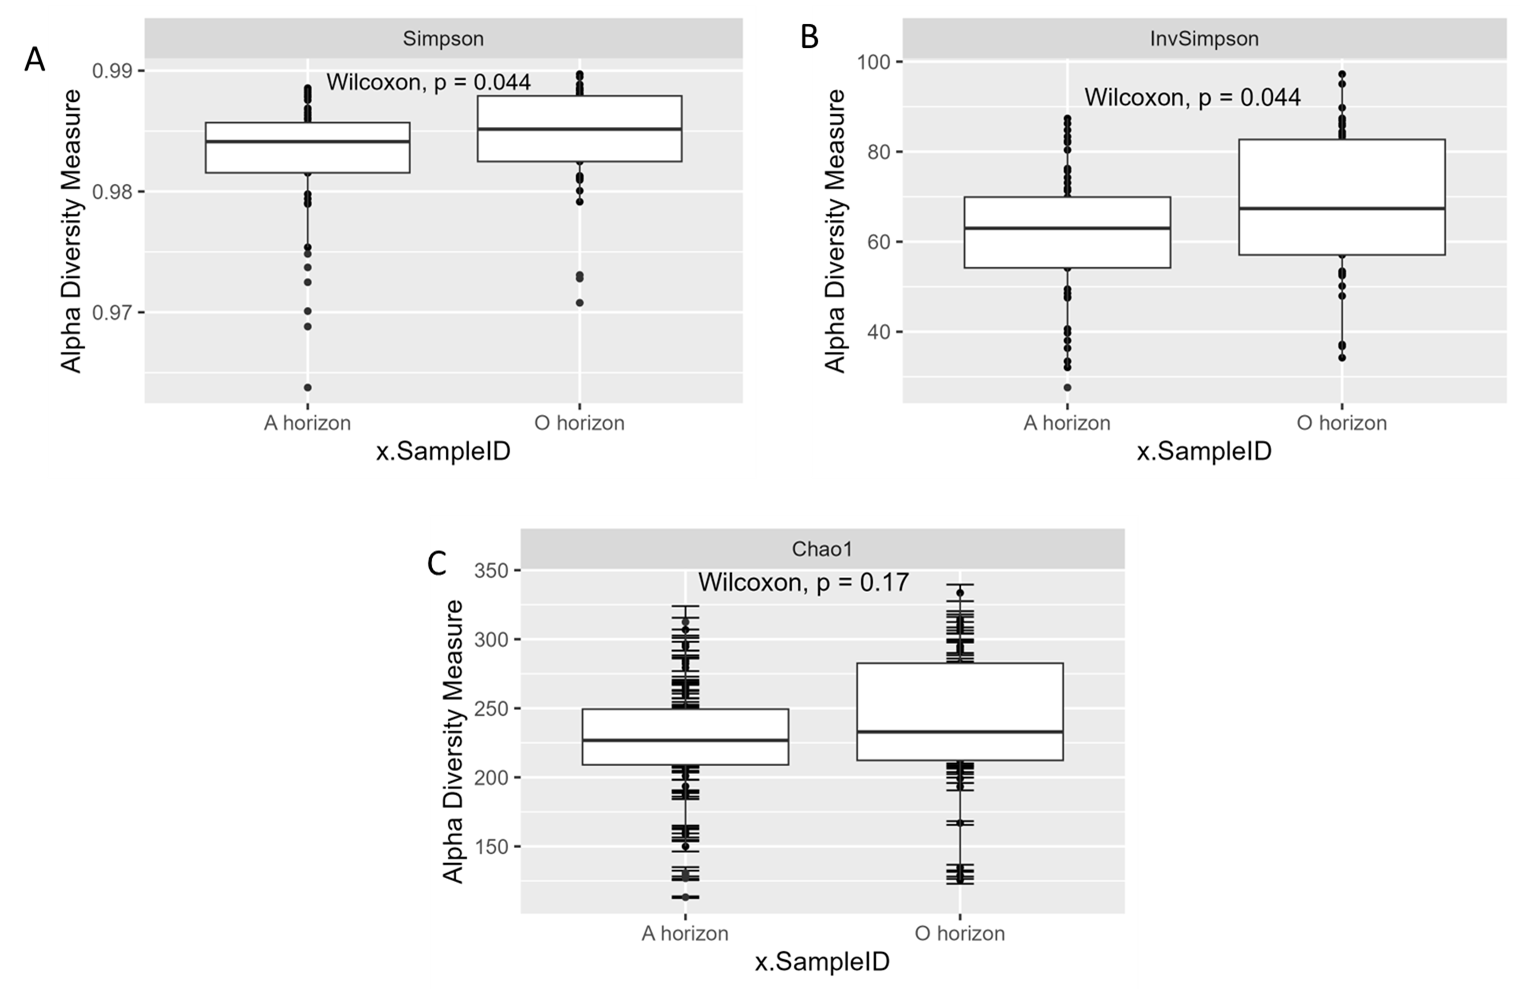 A
Simpson
Wilcoxon, p = 0.044
0.99
0.98
0.97
Alpha Diversity Measure
A horizon
O horizon
x.SampleID
B
InvSimpson
Wilcoxon, p = 0.044
100
80
60
40
Alpha Diversity Measure
A horizon
O horizon
x.SampleID
C
Chao1
Wilcoxon, p = 0.17
350
300
250
200
150
Alpha Diversity Measure
A horizon
O horizon
x.SampleID